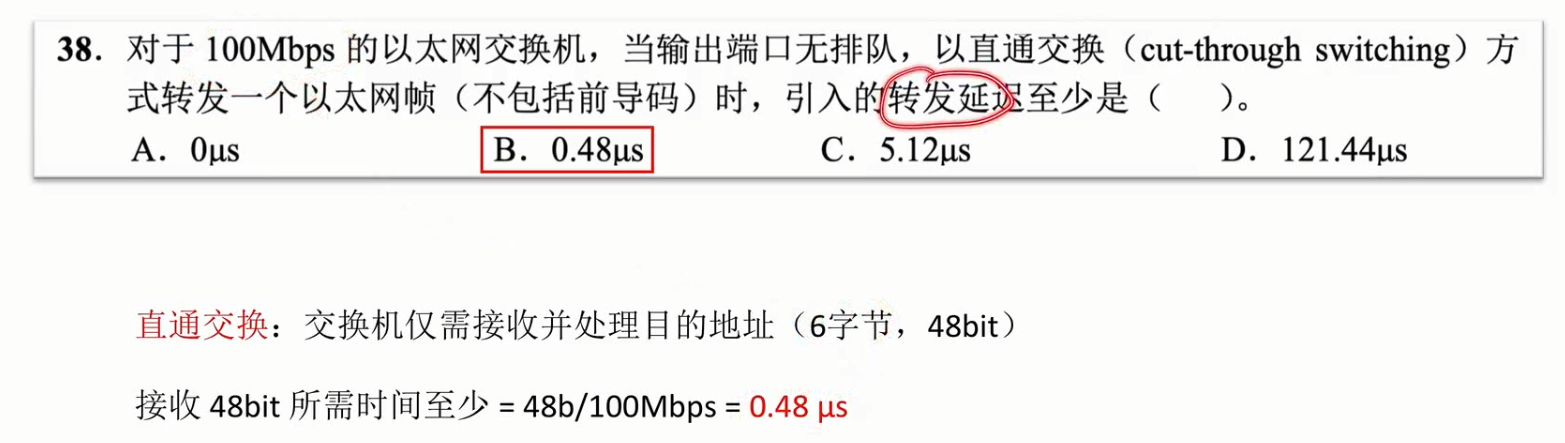 38. 对于 100Mbps 的以太网交换机，当输出端口无排队，以直通交换（cut-through switching）方
式转发一个以太网帧（不包括前导码）时，引入的转发延迟至少是（ ）。
A. 0μs B. 0.48μs C. 5.12μs D. 121.44μs
直通交换：交换机仅需接收并处理目的地址（6字节，48bit）
接收 48bit 所需时间至少 = 48b/100Mbps = 0.48 μs